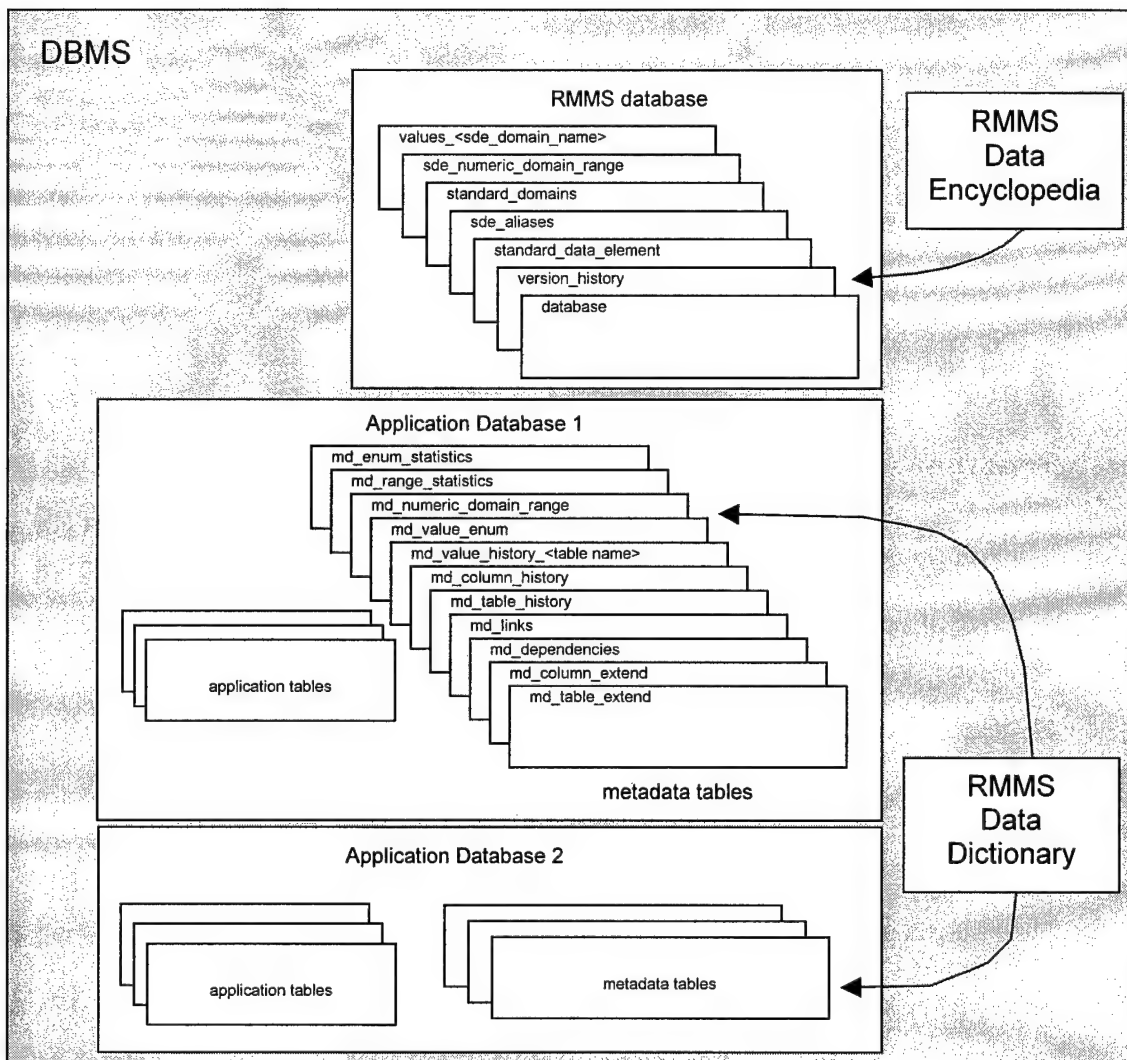 DBMS
RMMS database
values_<sde_domain_name>
sde_numeric_domain_range
standard_domains
sde_aliases
standard_data_element
version_history
database
RMMS
Data
Encyclopedia
Application Database 1
md_enum_statistics
md_range_statistics
md_numeric_domain_range
md_value_enum
md_value_history_<table name>
md_column_history
md_table_history
md_links
md_dependencies
md_column_extend
md_table_extend
application tables
metadata tables
RMMS
Data
Dictionary
Application Database 2
application tables
metadata tables